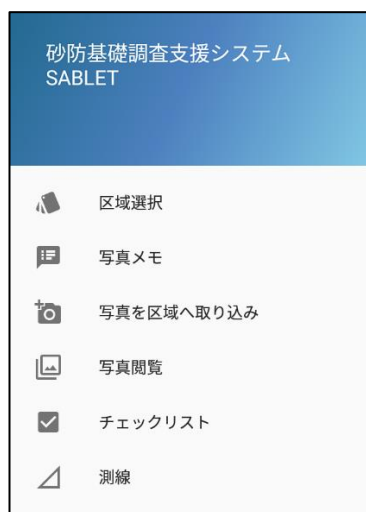 砂防基礎調査支援システム
SABLET
区域選択
写真メモ
写真を区域へ取り込み
写真閲覧
チェックリスト
測線